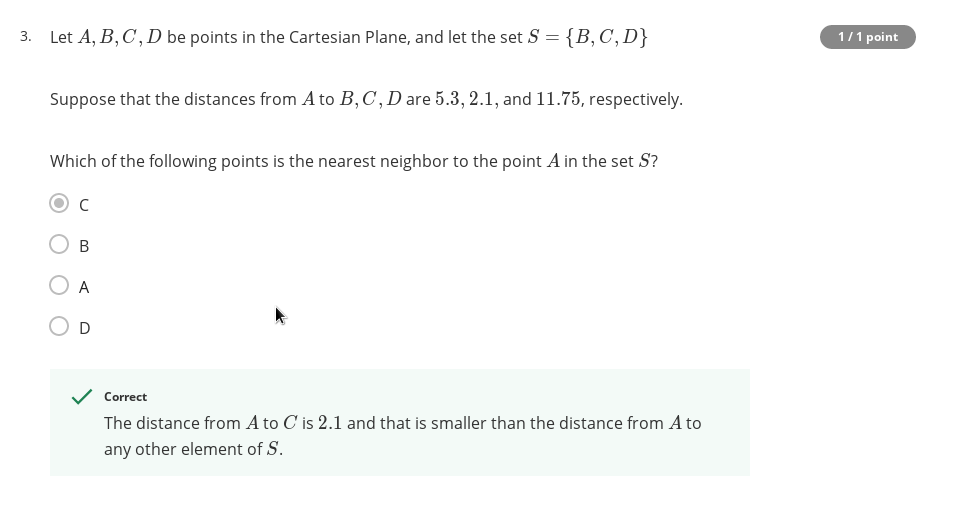 3. Let A, B, C, D be points in the Cartesian Plane, and let the set S = {B, C, D} 1 / 1 point
Suppose that the distances from A to B, C, D are 5.3, 2.1, and 11.75, respectively.
Which of the following points is the nearest neighbor to the point A in the set S?
C
B
A
D
Correct
The distance from A to C is 2.1 and that is smaller than the distance from A to
any other element of S.